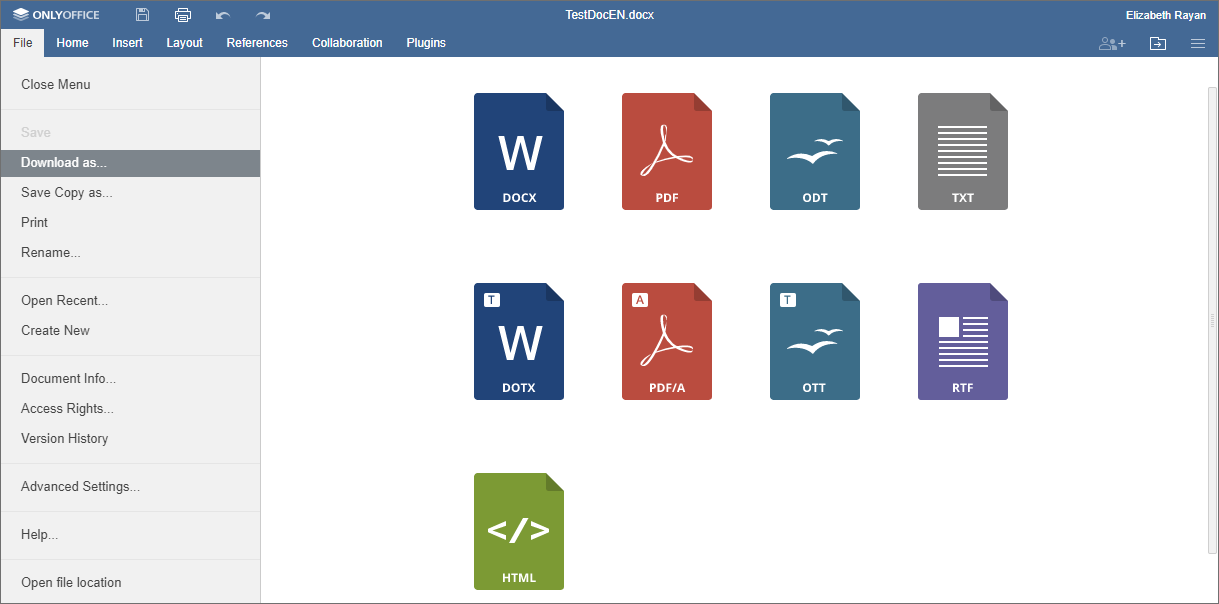 ONLYOFFICE
TestDocEN.docx
Elizabeth Rayan
File Home Insert Layout References Collaboration Plugins
Close Menu
Save
Download as...
Save Copy as...
Print
Rename...
Open Recent...
Create New
Document Info...
Access Rights...
Version History
Advanced Settings...
Help...
Open file location
W
DOCX
PDF
ODT
TXT
T
W
DOTX
A
PDF/A
T
OTT
RTF
</>
HTML